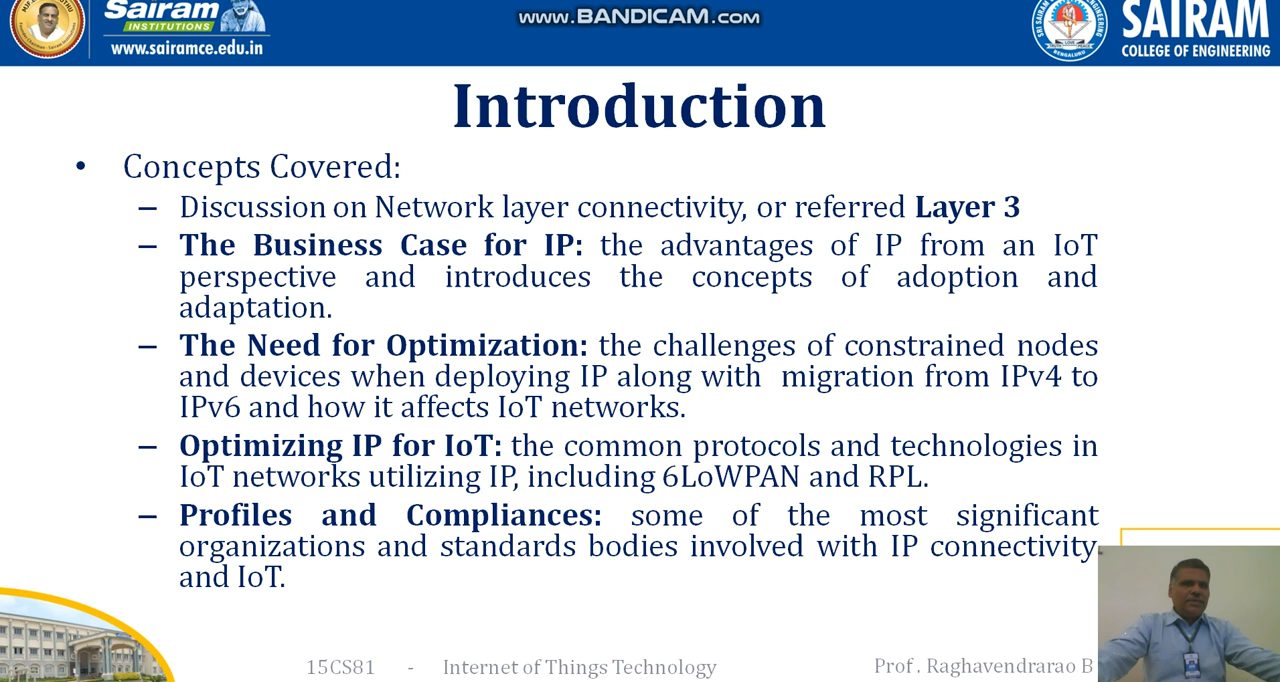 Sairam
INSTITUTIONS
www.sairamce.edu.in
www.BANDICAM.com
SAIRAM
COLLEGE OF ENGINEERING
Introduction
• Concepts Covered:
– Discussion on Network layer connectivity, or referred Layer 3
– The Business Case for IP: the advantages of IP from an IoT
perspective and introduces the concepts of adoption and
adaptation.
– The Need for Optimization: the challenges of constrained nodes
and devices when deploying IP along with migration from IPv4 to
IPv6 and how it affects IoT networks.
– Optimizing IP for IoT: the common protocols and technologies in
IoT networks utilizing IP, including 6LoWPAN and RPL.
– Profiles and Compliances: some of the most significant
organizations and standards bodies involved with IP connectivity
and IoT.
15CS81 - Internet of Things Technology
Prof. Raghavendrarao B